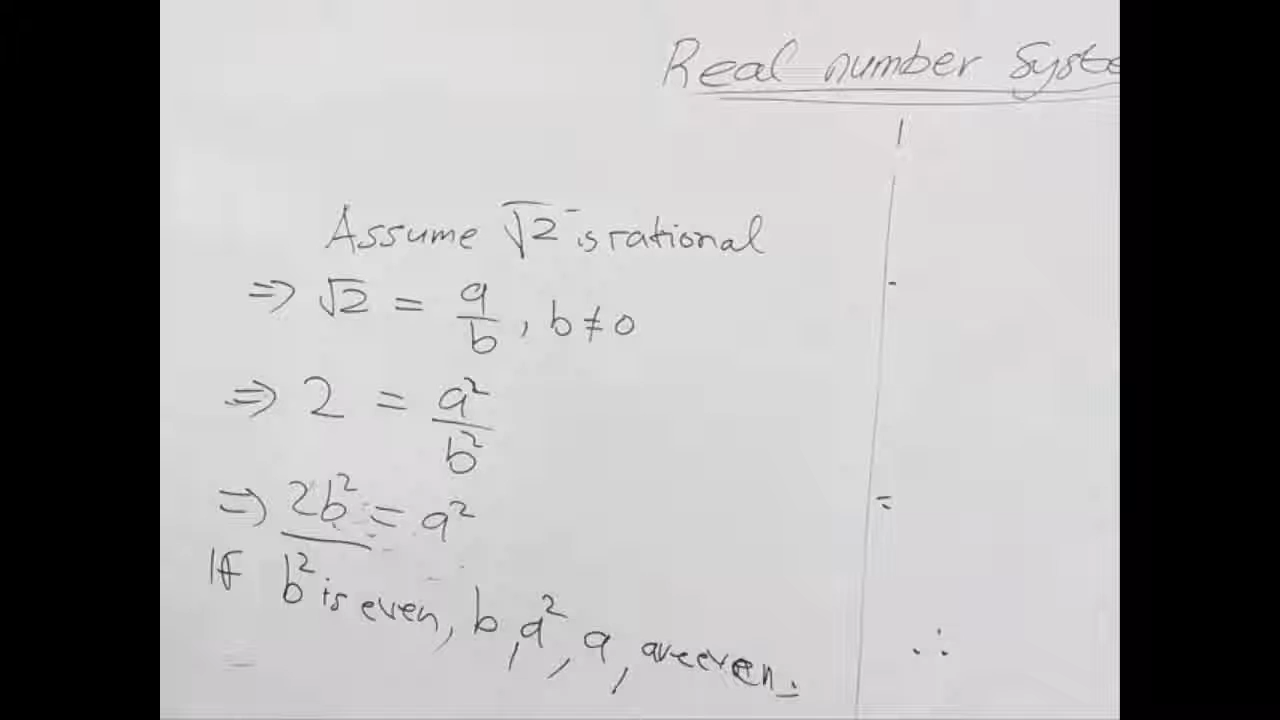 Real number Syste
Assume √2 is rational
⇒ √2 = a/b, b ≠ 0
⇒ 2 = a²/b²
⇒ 2b² = a²
If b² is even, b, a², a, are even.
=
∴